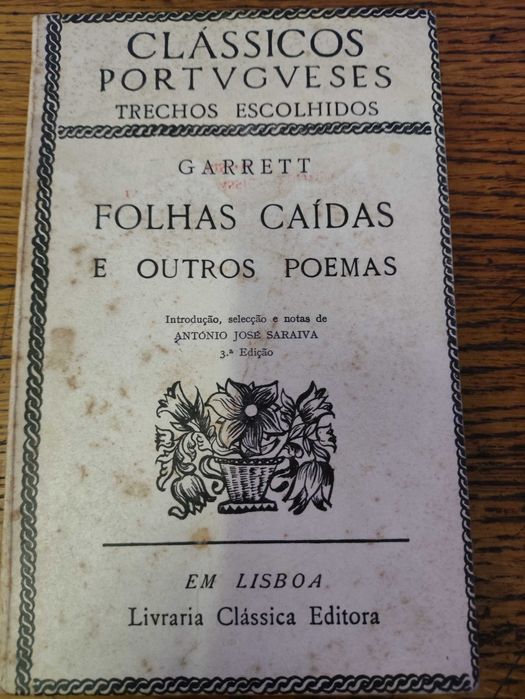 CLÁSSICOS
PORTVGVESES
TRECHOS ESCOLHIDOS
GARRETT
FOLHAS CAÍDAS
E OUTROS POEMAS
Introdução, selecção e notas de
ANTÓNIO JOSÉ SARAIVA
3.ª Edição
EM LISBOA
Livraria Clássica Editora